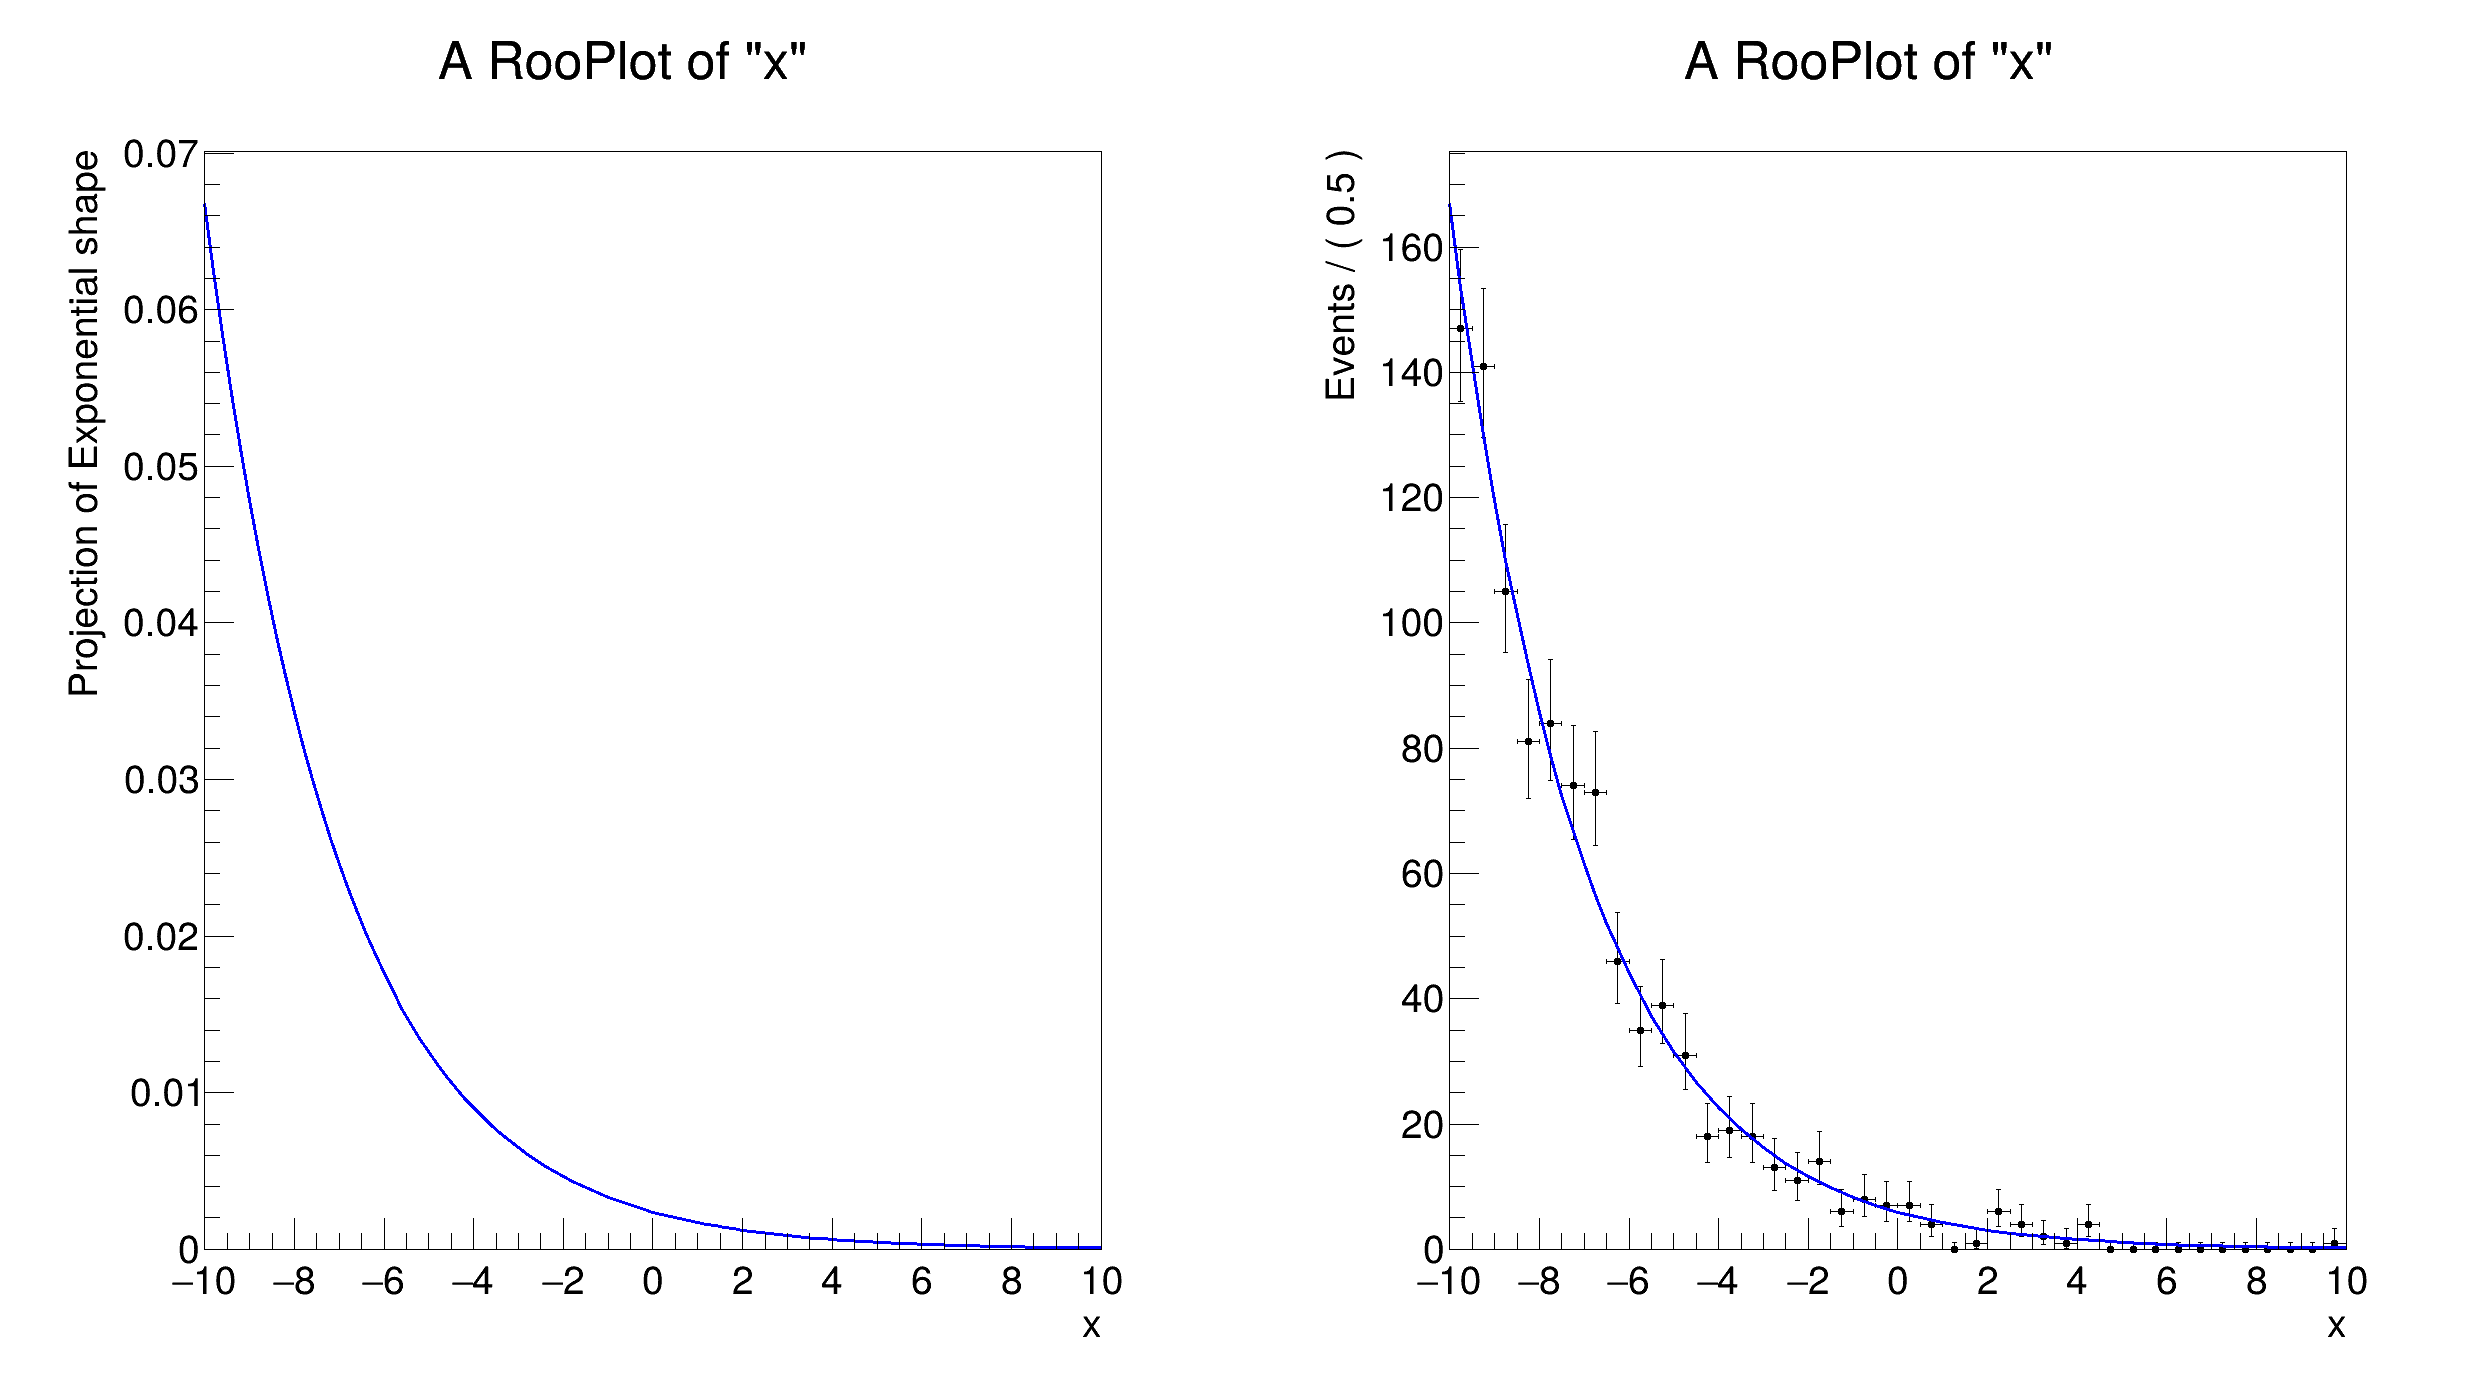 A RooPlot of "x"
Projection of Exponential shape
0.07
0.06
0.05
0.04
0.03
0.02
0.01
0
−10 −8 −6 −4 −2 0 2 4 6 8 10
x
A RooPlot of "x"
Events / ( 0.5 )
160
140
120
100
80
60
40
20
0
−10 −8 −6 −4 −2 0 2 4 6 8 10
x